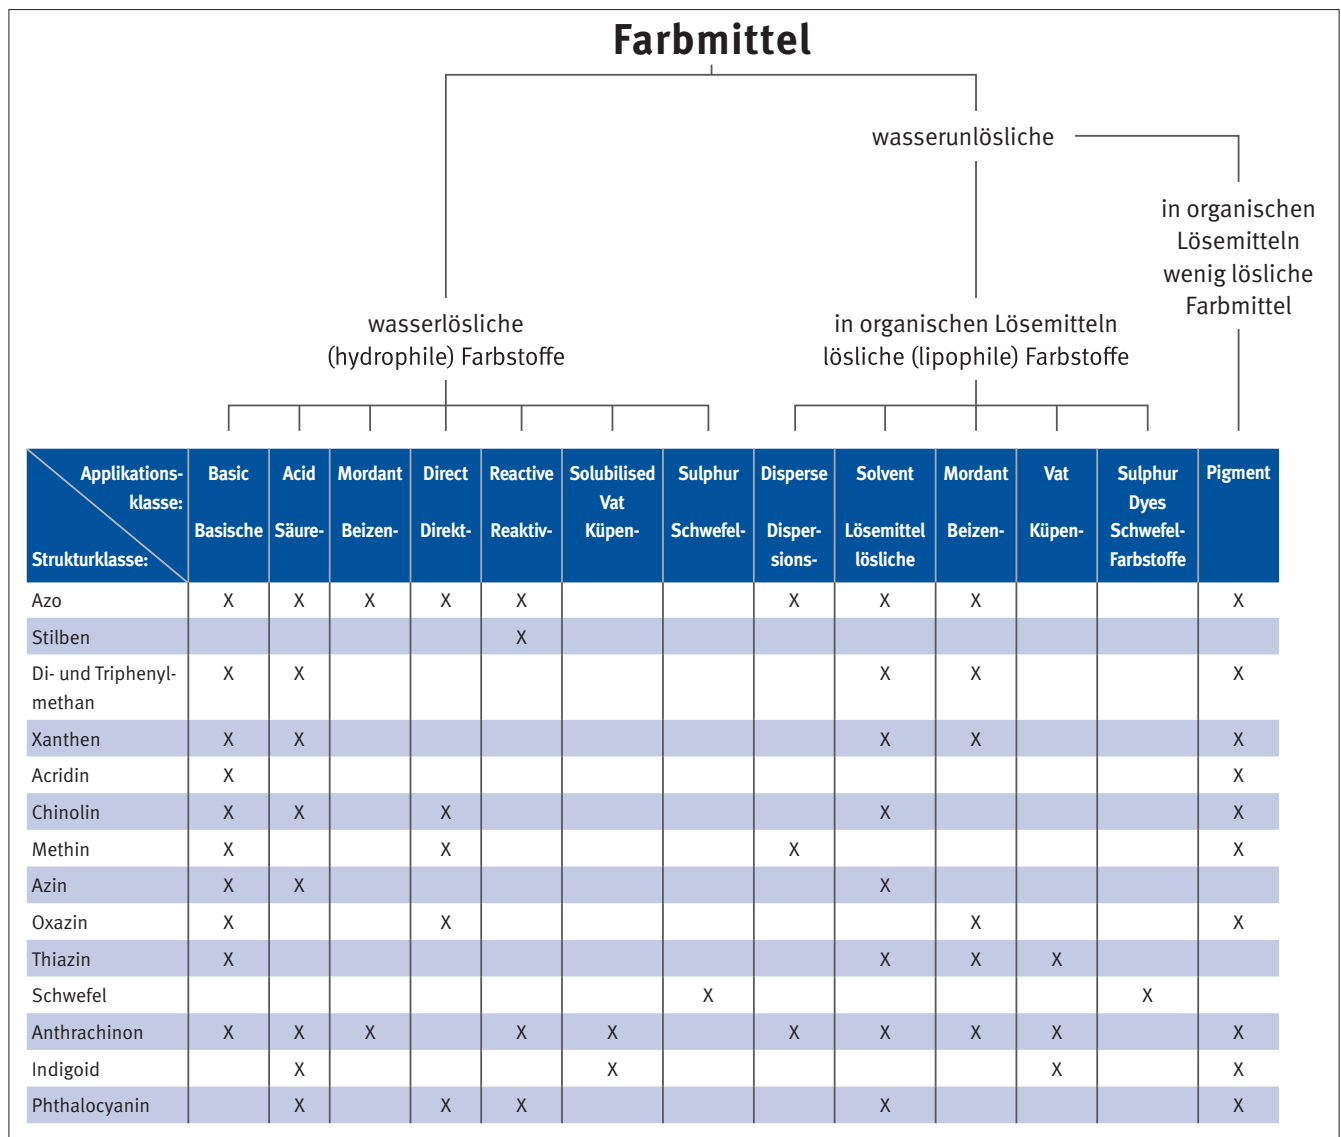 Farbmittel
wasserunlösliche
in organischen
Lösemitteln
wenig lösliche
Farbmittel
wasserlösliche
(hydrophile) Farbstoffe
in organischen Lösemitteln
lösliche (lipophile) Farbstoffe
Applikations-
klasse:
Strukturklasse:
Basic
Basische
Acid
Säure-
Mordant
Beizen-
Direct
Direkt-
Reactive
Reaktiv-
Solubilised
Vat
Küpen-
Sulphur
Schwefel-
Disperse
Disper-
sions-
Solvent
Lösemittel
lösliche
Mordant
Beizen-
Vat
Küpen-
Sulphur
Dyes
Schwefel-
Farbstoffe
Pigment
Azo X X X X X X X X X
Stilben X
Di- und Triphenyl- X X X X X
methan
Xanthen X X X X X
Acridin X X
Chinolin X X X X X
Methin X X X X
Azin X X X
Oxazin X X X X
Thiazin X X X X
Schwefel X X
Anthrachinon X X X X X X X X X X
Indigoid X X X X
Phthalocyanin X X X X X